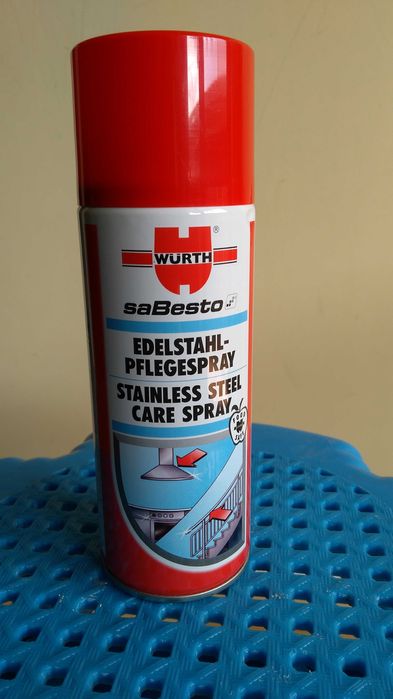 WÜRTH
®
saBesto
EDELSTAHL-
PFLEGESPRAY
STAINLESS STEEL
CARE SPRAY